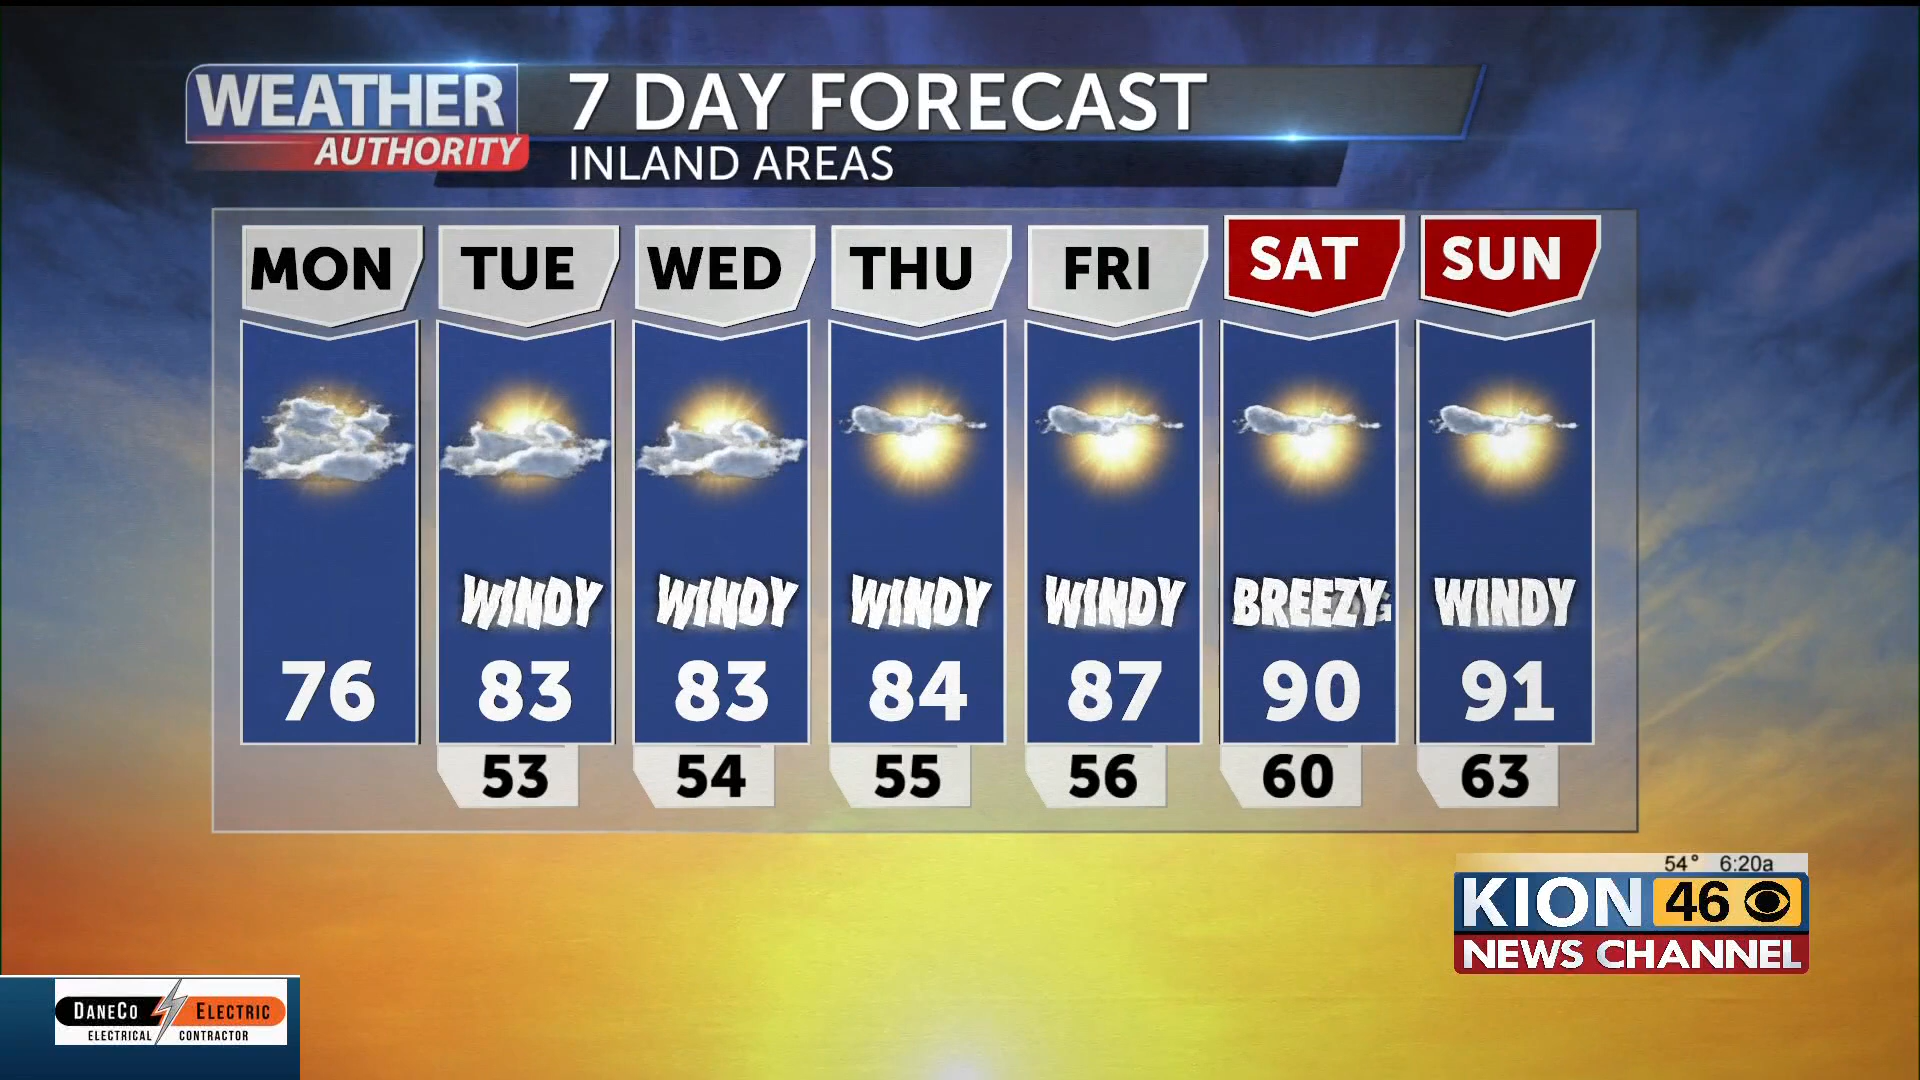 WEATHER
AUTHORITY
7 DAY FORECAST
INLAND AREAS
MON TUE WED THU FRI SAT SUN
WINDY WINDY WINDY WINDY BREEZY WINDY
76 83 83 84 87 90 91
53 54 55 56 60 63
54° 6:20a
KION 46
NEWS CHANNEL
DANECO ELECTRIC
ELECTRICAL CONTRACTOR